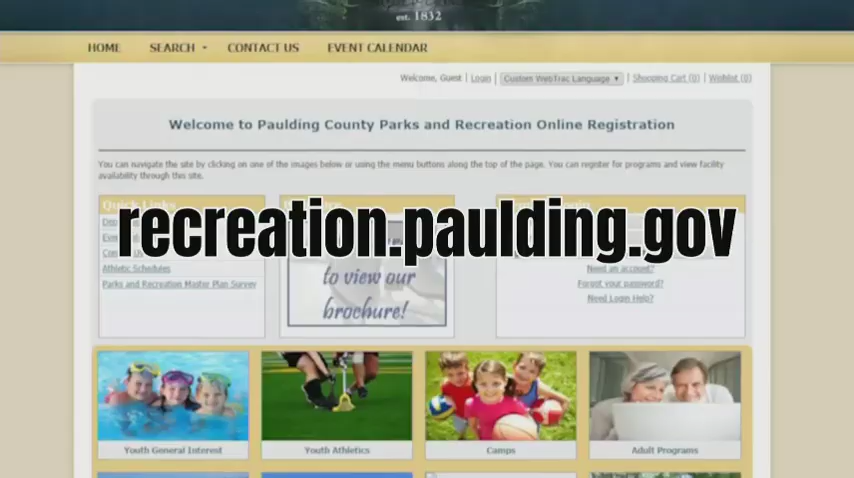 est. 1832
HOME SEARCH CONTACT US EVENT CALENDAR
Welcome, Guest | Login | Custom WebTrac Language | Shopping Cart (0) | Wishlist (0)
Welcome to Paulding County Parks and Recreation Online Registration
You can navigate the site by clicking on one of the images below or using the menu buttons along the top of the page. You can register for programs and view facility
availability through this site.
Quick Links
recreation.paulding.gov
Athletic Schedules
Parks and Recreation Master Plan Survey
to view our
brochure!
Need an account?
Forgot your password?
Need Login Help?
Youth General Interest Youth Athletics Camps Adult Programs